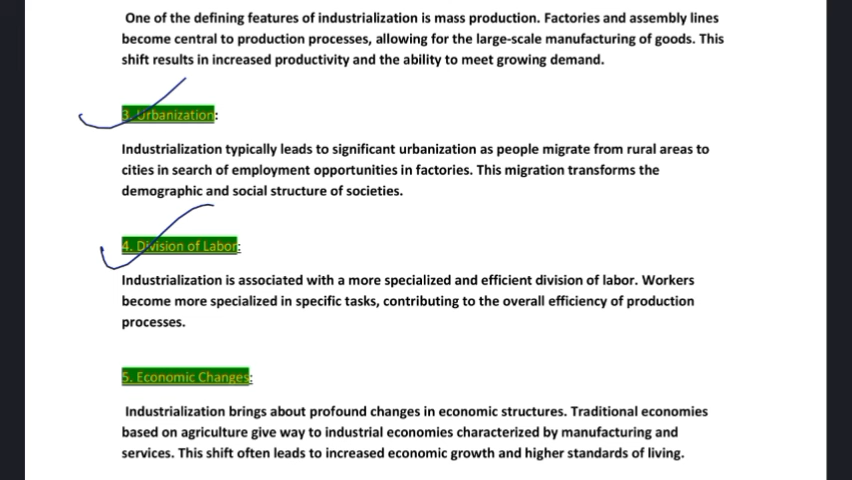 One of the defining features of industrialization is mass production. Factories and assembly lines
become central to production processes, allowing for the large-scale manufacturing of goods. This
shift results in increased productivity and the ability to meet growing demand.
3. Urbanization:
Industrialization typically leads to significant urbanization as people migrate from rural areas to
cities in search of employment opportunities in factories. This migration transforms the
demographic and social structure of societies.
4. Division of Labor:
Industrialization is associated with a more specialized and efficient division of labor. Workers
become more specialized in specific tasks, contributing to the overall efficiency of production
processes.
5. Economic Changes:
Industrialization brings about profound changes in economic structures. Traditional economies
based on agriculture give way to industrial economies characterized by manufacturing and
services. This shift often leads to increased economic growth and higher standards of living.